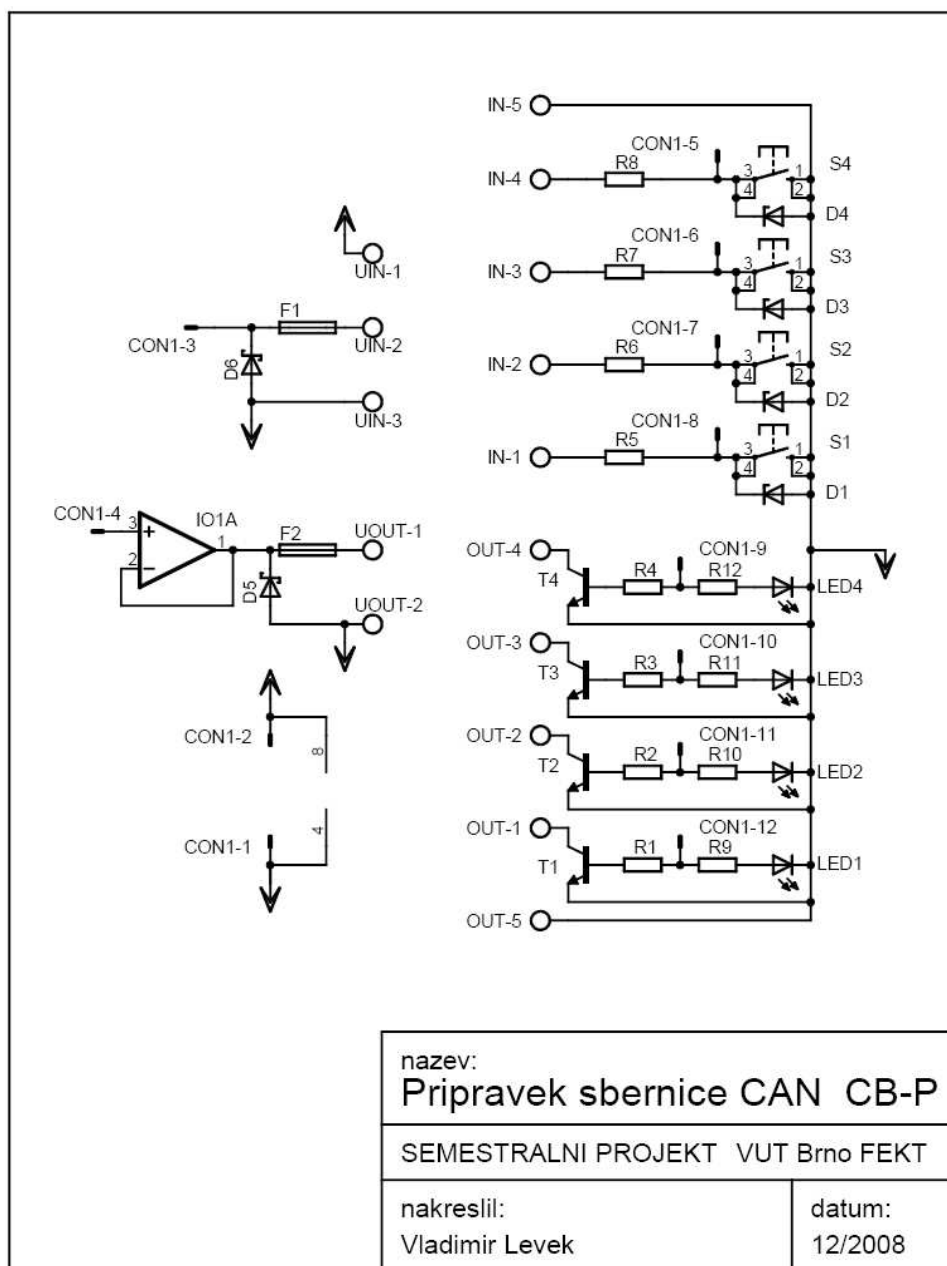 IN-5
CON1-5
S4
R8
3 1
IN-4
4 2
D4
CON1-6
S3
R7
3 1
IN-3
4 2
D3
UIN-1
CON1-7
S2
R6
3 1
IN-2
4 2
D2
F1
CON1-3
UIN-2
D6
UIN-3
CON1-8
S1
R5
3 1
IN-1
4 2
D1
CON1-4
IO1A
3
+
1
2
–
F2
UOUT-1
D5
UOUT-2
OUT-4
CON1-9
T4
R4
R12
LED4
OUT-3
CON1-10
T3
R3
R11
LED3
CON1-2
8
OUT-2
CON1-11
T2
R2
R10
LED2
CON1-1
4
OUT-1
CON1-12
T1
R1
R9
LED1
OUT-5
nazev:
Pripravek sbernice CAN CB-P
SEMESTRALNI PROJEKT VUT Brno FEKT
nakreslil:
Vladimir Levek
datum:
12/2008